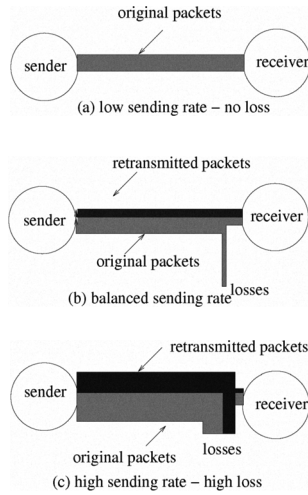 original packets
sender
receiver
(a) low sending rate – no loss
retransmitted packets
sender
receiver
original packets
losses
(b) balanced sending rate
retransmitted packets
sender
receiver
original packets
losses
(c) high sending rate – high loss